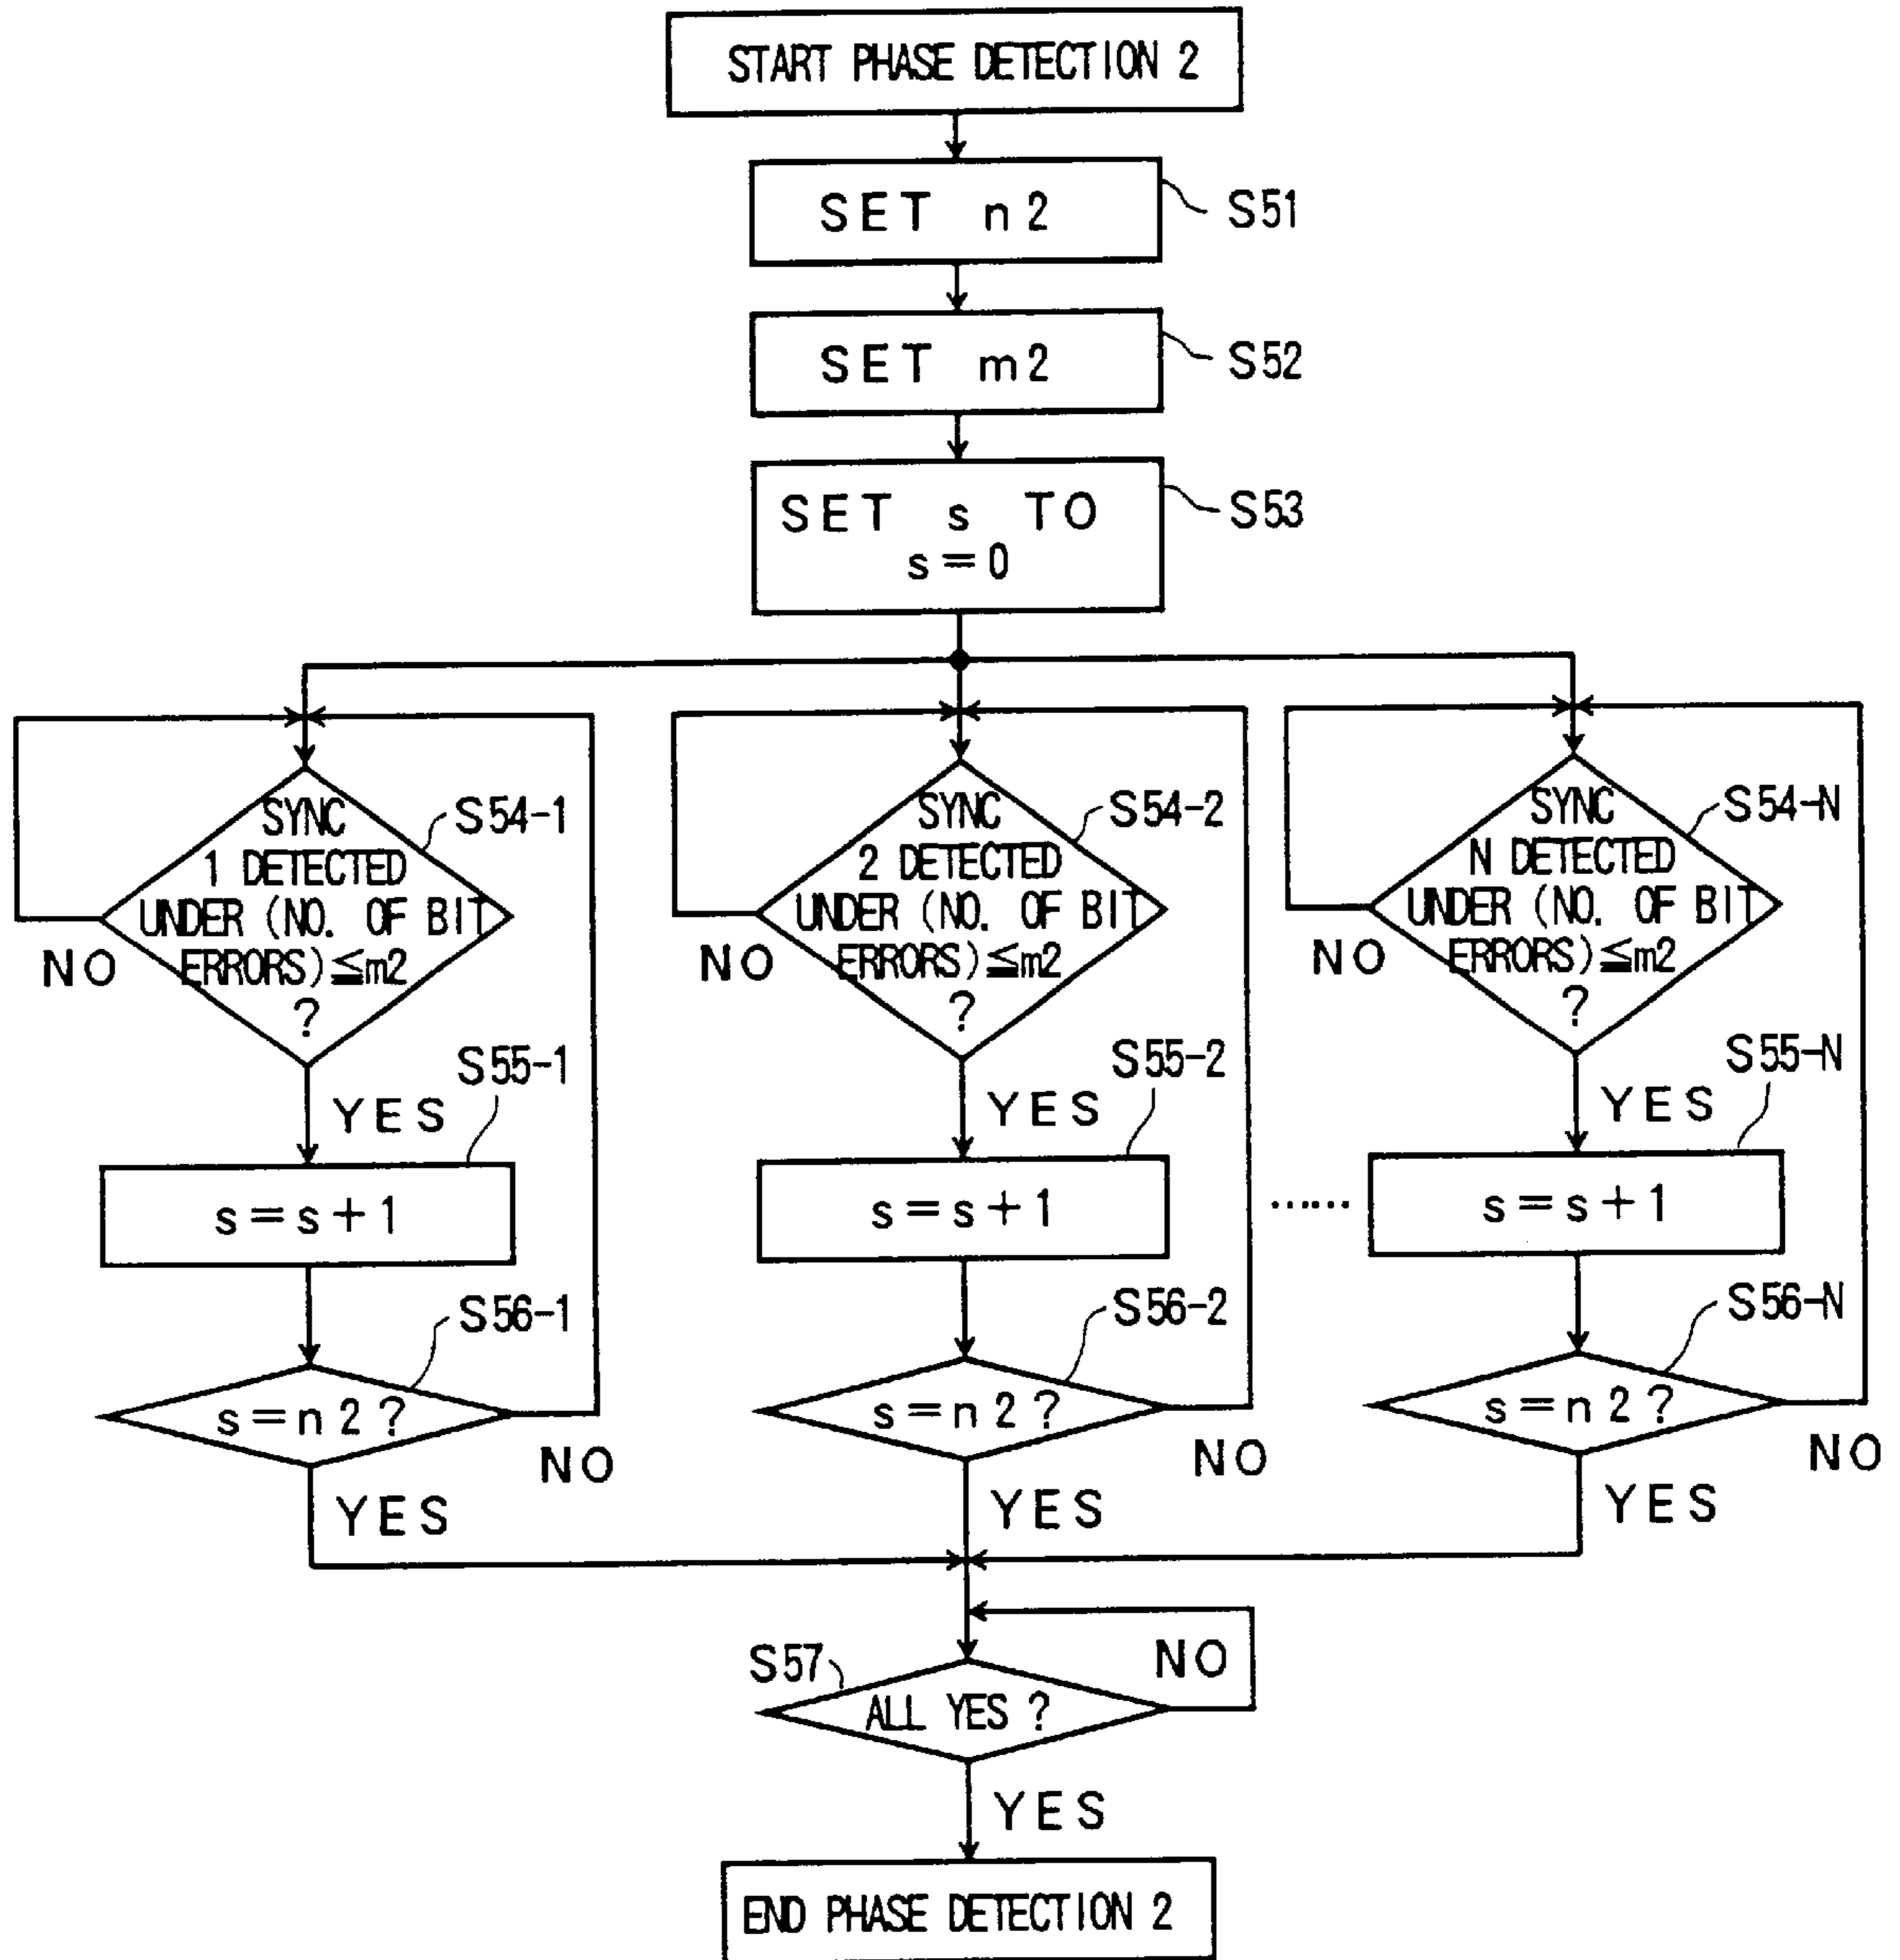 START PHASE DETECTION 2
SET n2
S51
SET m2
S52
SET s TO
s=0
S53
SYNC
1 DETECTED
UNDER (NO. OF BIT
ERRORS)≦m2
?
S54-1
NO
YES
SYNC
2 DETECTED
UNDER (NO. OF BIT
ERRORS)≦m2
?
S54-2
NO
YES
SYNC
N DETECTED
UNDER (NO. OF BIT
ERRORS)≦m2
?
S54-N
NO
YES
S55-1
s=s+1
S55-2
s=s+1
······
S55-N
s=s+1
S56-1
s=n2?
NO
YES
S56-2
s=n2?
NO
YES
S56-N
s=n2?
NO
YES
S57
ALL YES ?
NO
YES
END PHASE DETECTION 2